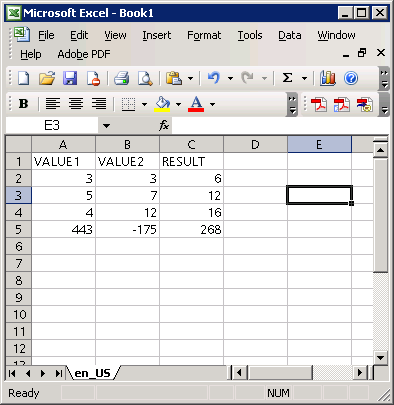 Microsoft Excel - Book1
File Edit View Insert Format Tools Data Window
Help Adobe PDF
B A
E3 fx
A B C D E
1 VALUE1 VALUE2 RESULT
2 3 3 6
3 5 7 12
4 4 12 16
5 443 -175 268
6
7
8
9
10
11
12
13
en_US
Ready NUM